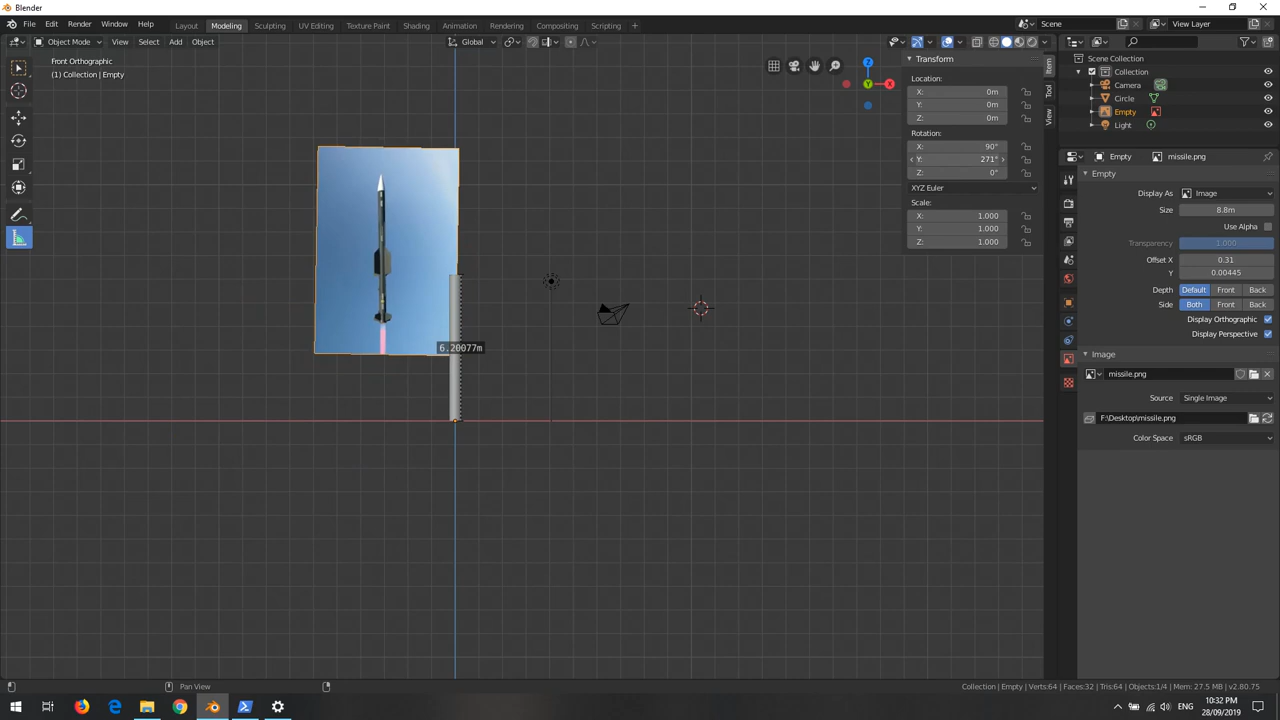 Blender
File Edit Render Window Help Layout Modeling Sculpting UV Editing Texture Paint Shading Animation Rendering Compositing Scripting + Scene View Layer
Object Mode View Select Add Object Global
Front Orthographic
(1) Collection | Empty
6.20077m
Z
Y
X
Transform
Location:
X: 0m
Y: 0m
Z: 0m
Rotation:
X: 90°
Y: 271°
Z: 0°
XYZ Euler
Scale:
X: 1.000
Y: 1.000
Z: 1.000
Item
Tool
View
Scene Collection
Collection
Camera
Circle
Empty
Light
Empty missile.png
Empty
Display As Image
Size 8.8m
Use Alpha
Transparency 1.000
Offset X 0.31
Y 0.00445
Depth Default Front Back
Side Both Front Back
Display Orthographic
Display Perspective
Image
missile.png
Source Single Image
F:\Desktop\missile.png
Color Space sRGB
Pan View
Collection | Empty | Verts:64 | Faces:32 | Tris:64 | Objects:1/4 | Mem: 27.5 MB | v2.80.75
ENG
10:32 PM
28/09/2019